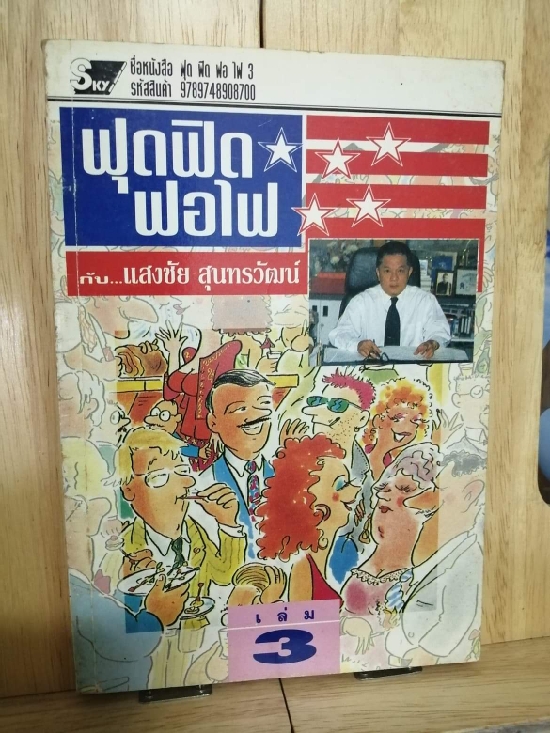 SKY
ชื่อหนังสือ ฟุด ฟิด ฟอ ไฟ 3
รหัสสินค้า 9789748908700
ฟุดฟิด
ฟอไฟ
กับ...แสงชัย สุนทรวัฒน์
เล่ม
3